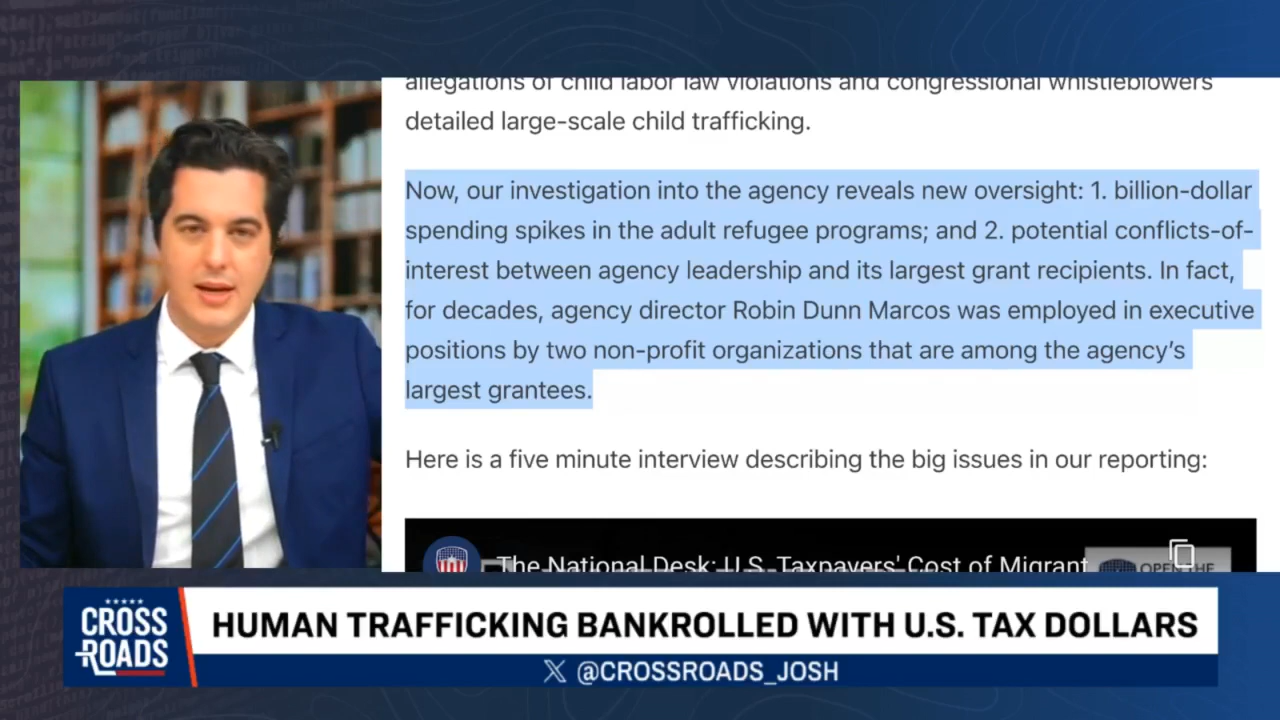 allegations of child labor law violations and congressional whistleblowers
detailed large-scale child trafficking.
Now, our investigation into the agency reveals new oversight: 1. billion-dollar
spending spikes in the adult refugee programs; and 2. potential conflicts-of-
interest between agency leadership and its largest grant recipients. In fact,
for decades, agency director Robin Dunn Marcos was employed in executive
positions by two non-profit organizations that are among the agency's
largest grantees.
Here is a five minute interview describing the big issues in our reporting:
The National Desk: U.S. Taxpayers' Cost of Migrant
OPEN THE
CROSS
ROADS
HUMAN TRAFFICKING BANKROLLED WITH U.S. TAX DOLLARS
X @CROSSROADS_JOSH